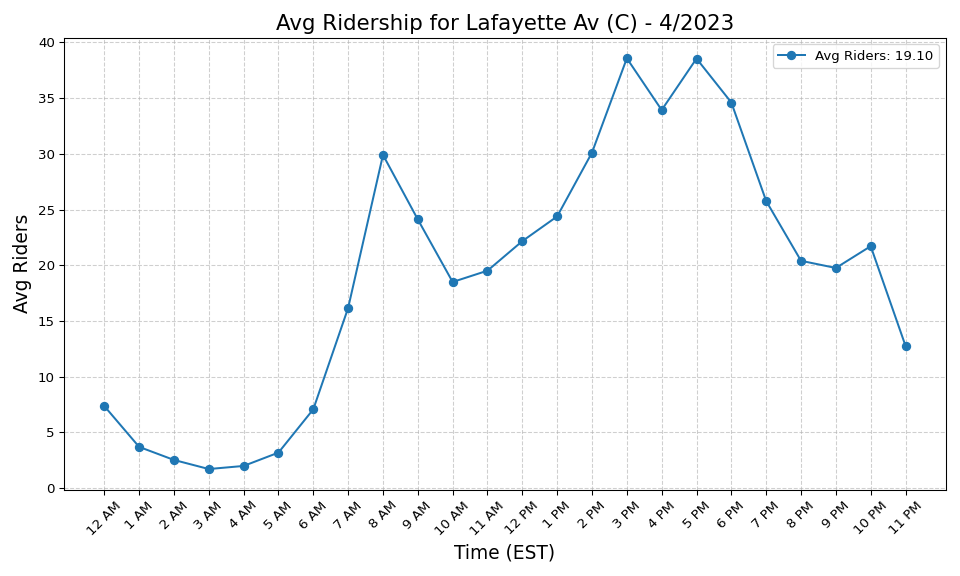 Avg Ridership for Lafayette Av (C) - 4/2023
Avg Riders: 19.10
Avg Riders
40
35
30
25
20
15
10
5
0
12 AM
1 AM
2 AM
3 AM
4 AM
5 AM
6 AM
7 AM
8 AM
9 AM
10 AM
11 AM
12 PM
1 PM
2 PM
3 PM
4 PM
5 PM
6 PM
7 PM
8 PM
9 PM
10 PM
11 PM
Time (EST)